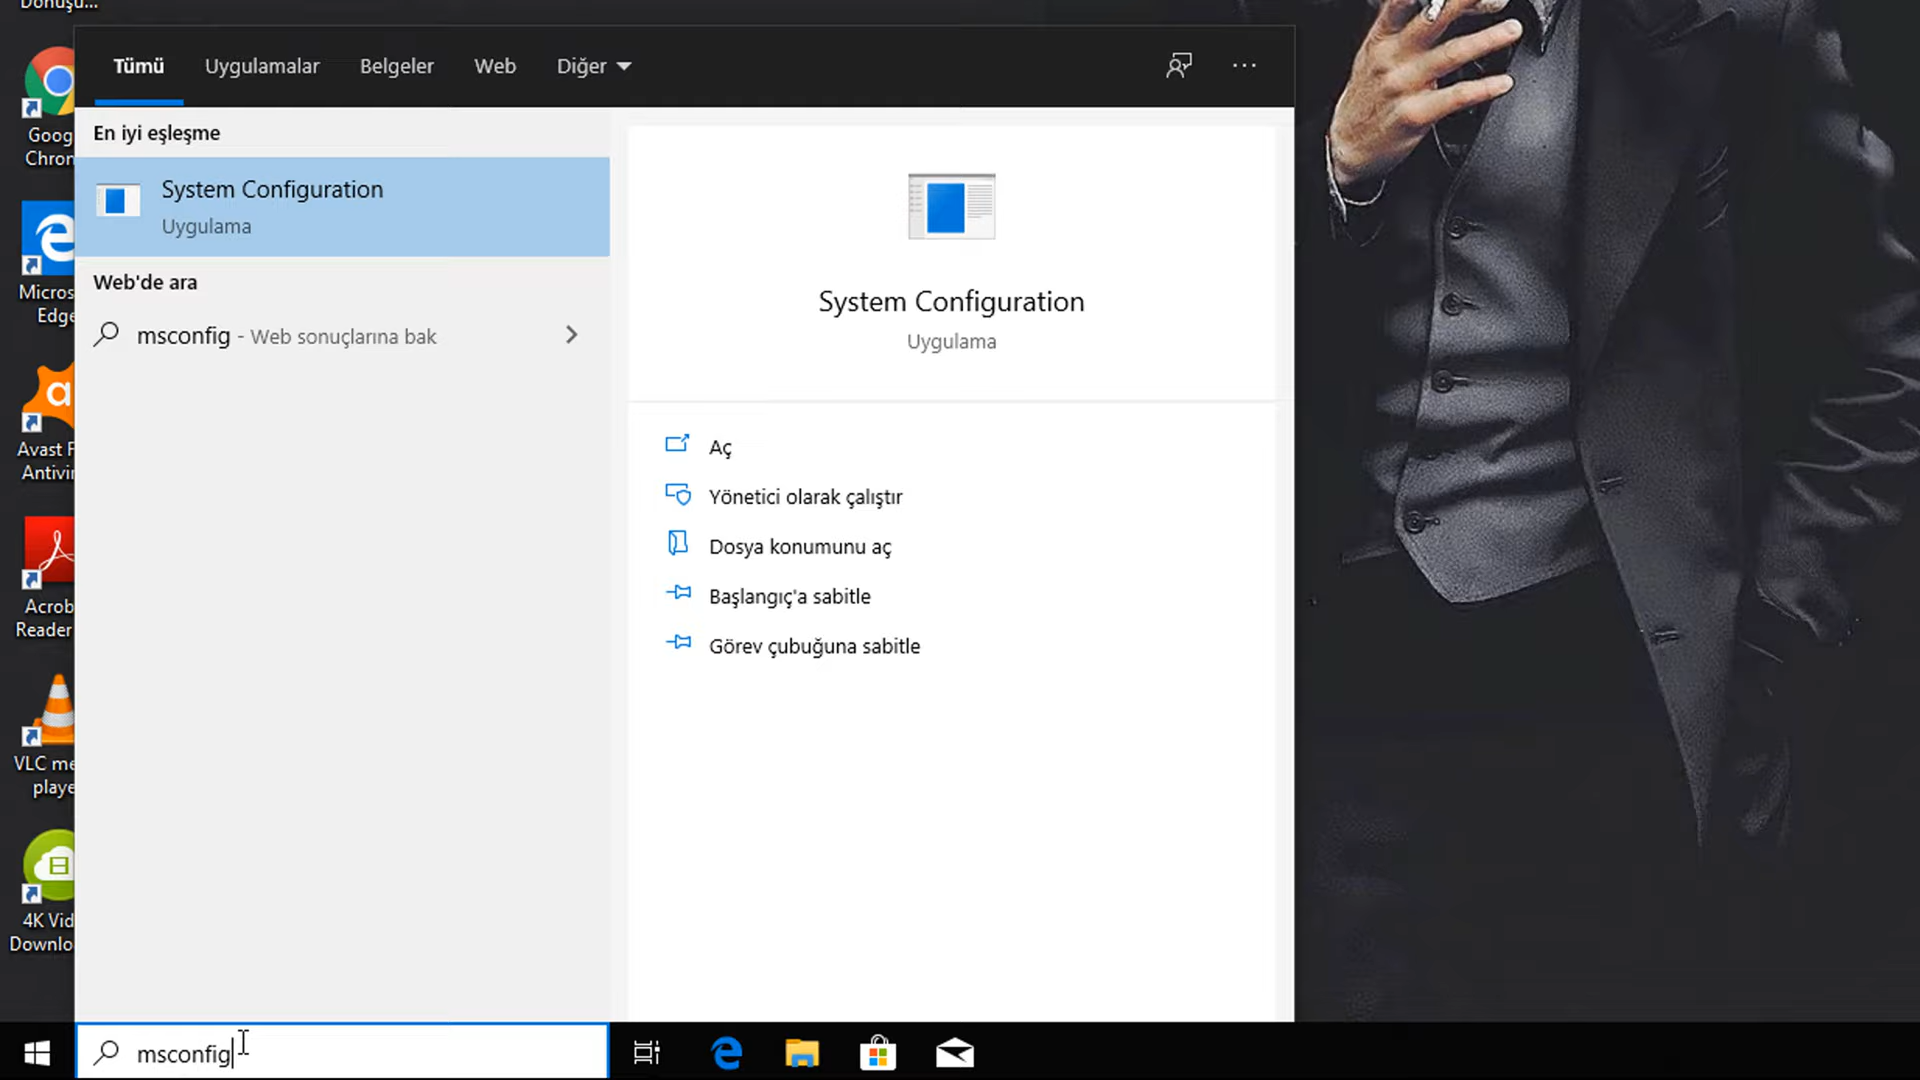 Dönüşü...
Tümü
Uygulamalar
Belgeler
Web
Diğer
En iyi eşleşme
System Configuration
Uygulama
Web'de ara
msconfig - Web sonuçlarına bak
System Configuration
Uygulama
Aç
Yönetici olarak çalıştır
Dosya konumunu aç
Başlangıç'a sabitle
Görev çubuğuna sabitle
Goog
Chron
Micros
Edge
Avast F
Antivir
Acrob
Reader
VLC me
playe
4K Vid
Downlo
msconfig